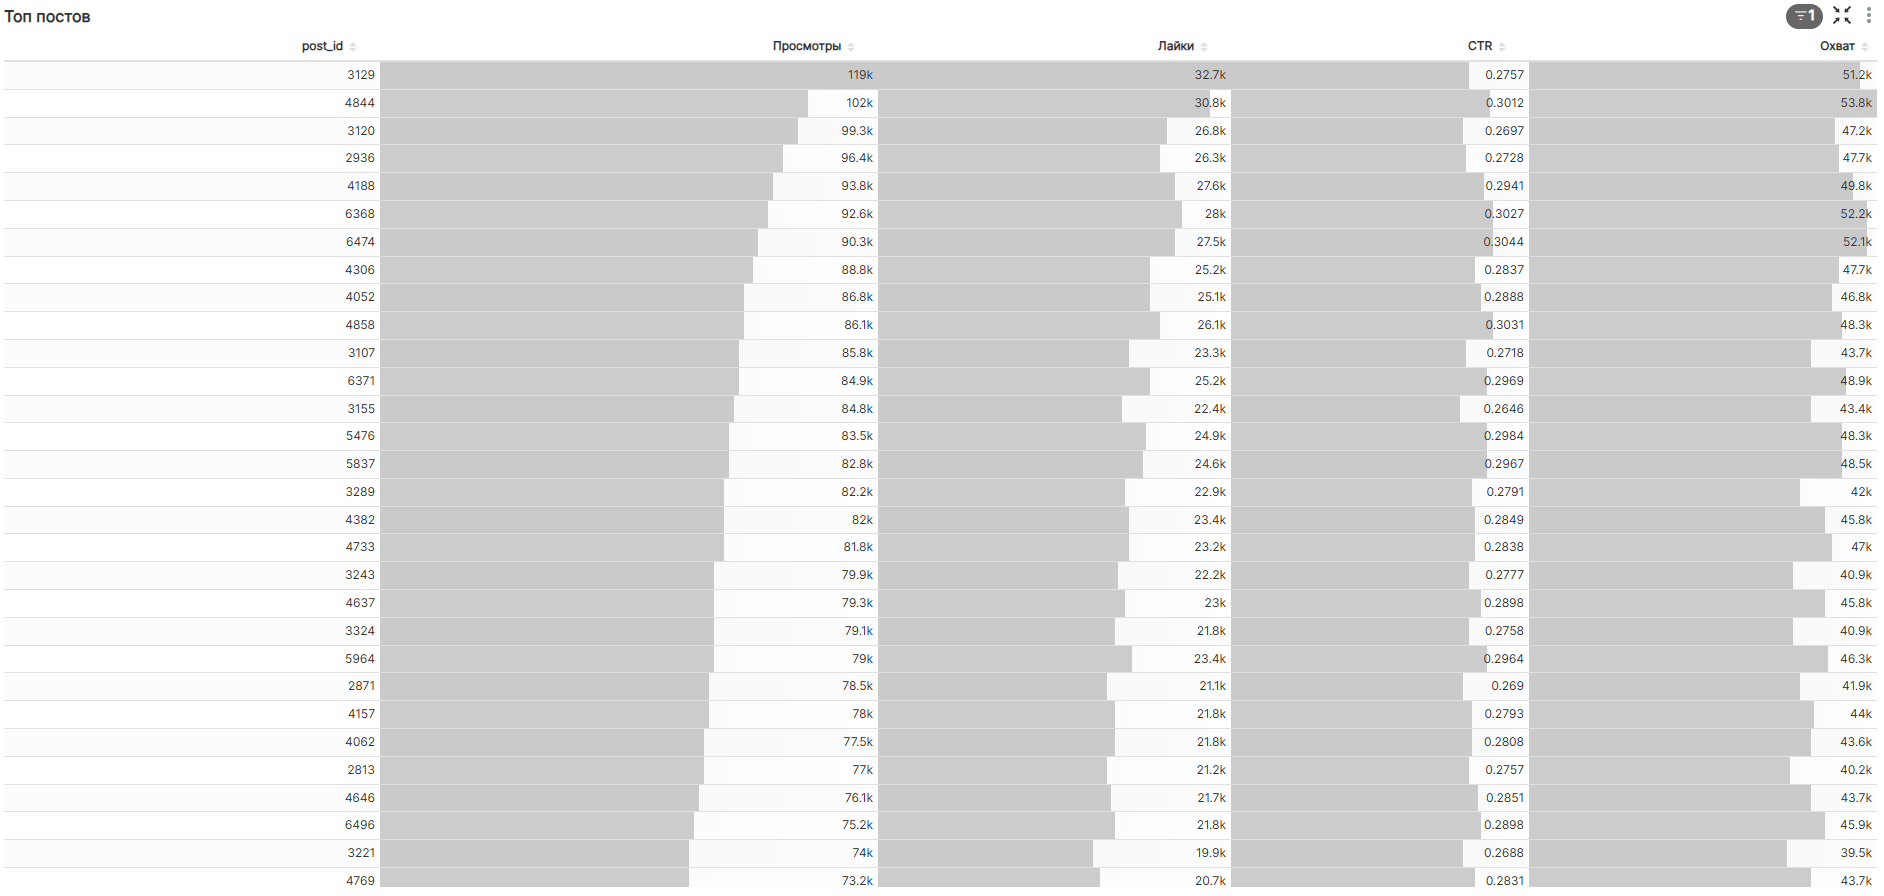 Топ постов
1
post_id Просмотры Лайки CTR Охват
3129 119k 32.7k 0.2757 51.2k
4844 102k 30.8k 0.3012 53.8k
3120 99.3k 26.8k 0.2697 47.2k
2936 96.4k 26.3k 0.2728 47.7k
4188 93.8k 27.6k 0.2941 49.8k
6368 92.6k 28k 0.3027 52.2k
6474 90.3k 27.5k 0.3044 52.1k
4306 88.8k 25.2k 0.2837 47.7k
4052 86.8k 25.1k 0.2888 46.8k
4858 86.1k 26.1k 0.3031 48.3k
3107 85.8k 23.3k 0.2718 43.7k
6371 84.9k 25.2k 0.2969 48.9k
3155 84.8k 22.4k 0.2646 43.4k
5476 83.5k 24.9k 0.2984 48.3k
5837 82.8k 24.6k 0.2967 48.5k
3289 82.2k 22.9k 0.2791 42k
4382 82k 23.4k 0.2849 45.8k
4733 81.8k 23.2k 0.2838 47k
3243 79.9k 22.2k 0.2777 40.9k
4637 79.3k 23k 0.2898 45.8k
3324 79.1k 21.8k 0.2758 40.9k
5964 79k 23.4k 0.2964 46.3k
2871 78.5k 21.1k 0.269 41.9k
4157 78k 21.8k 0.2793 44k
4062 77.5k 21.8k 0.2808 43.6k
2813 77k 21.2k 0.2757 40.2k
4646 76.1k 21.7k 0.2851 43.7k
6496 75.2k 21.8k 0.2898 45.9k
3221 74k 19.9k 0.2688 39.5k
4769 73.2k 20.7k 0.2831 43.7k